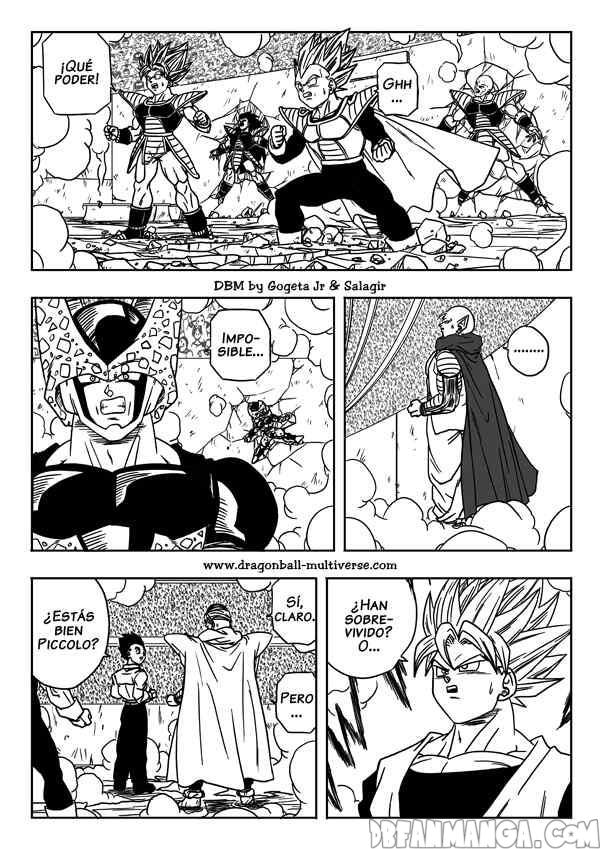 ¡QUÉ
PODER!
GHH
...
DBM by Gogeta Jr & Salagir
IMPO-
SIBLE...
........
www.dragonball-multiverse.com
¿ESTÁS
BIEN
PICCOLO?
SÍ,
CLARO.
PERO
...
¿HAN
SOBRE-
VIVIDO?
O...
DBFANMANGA.COM